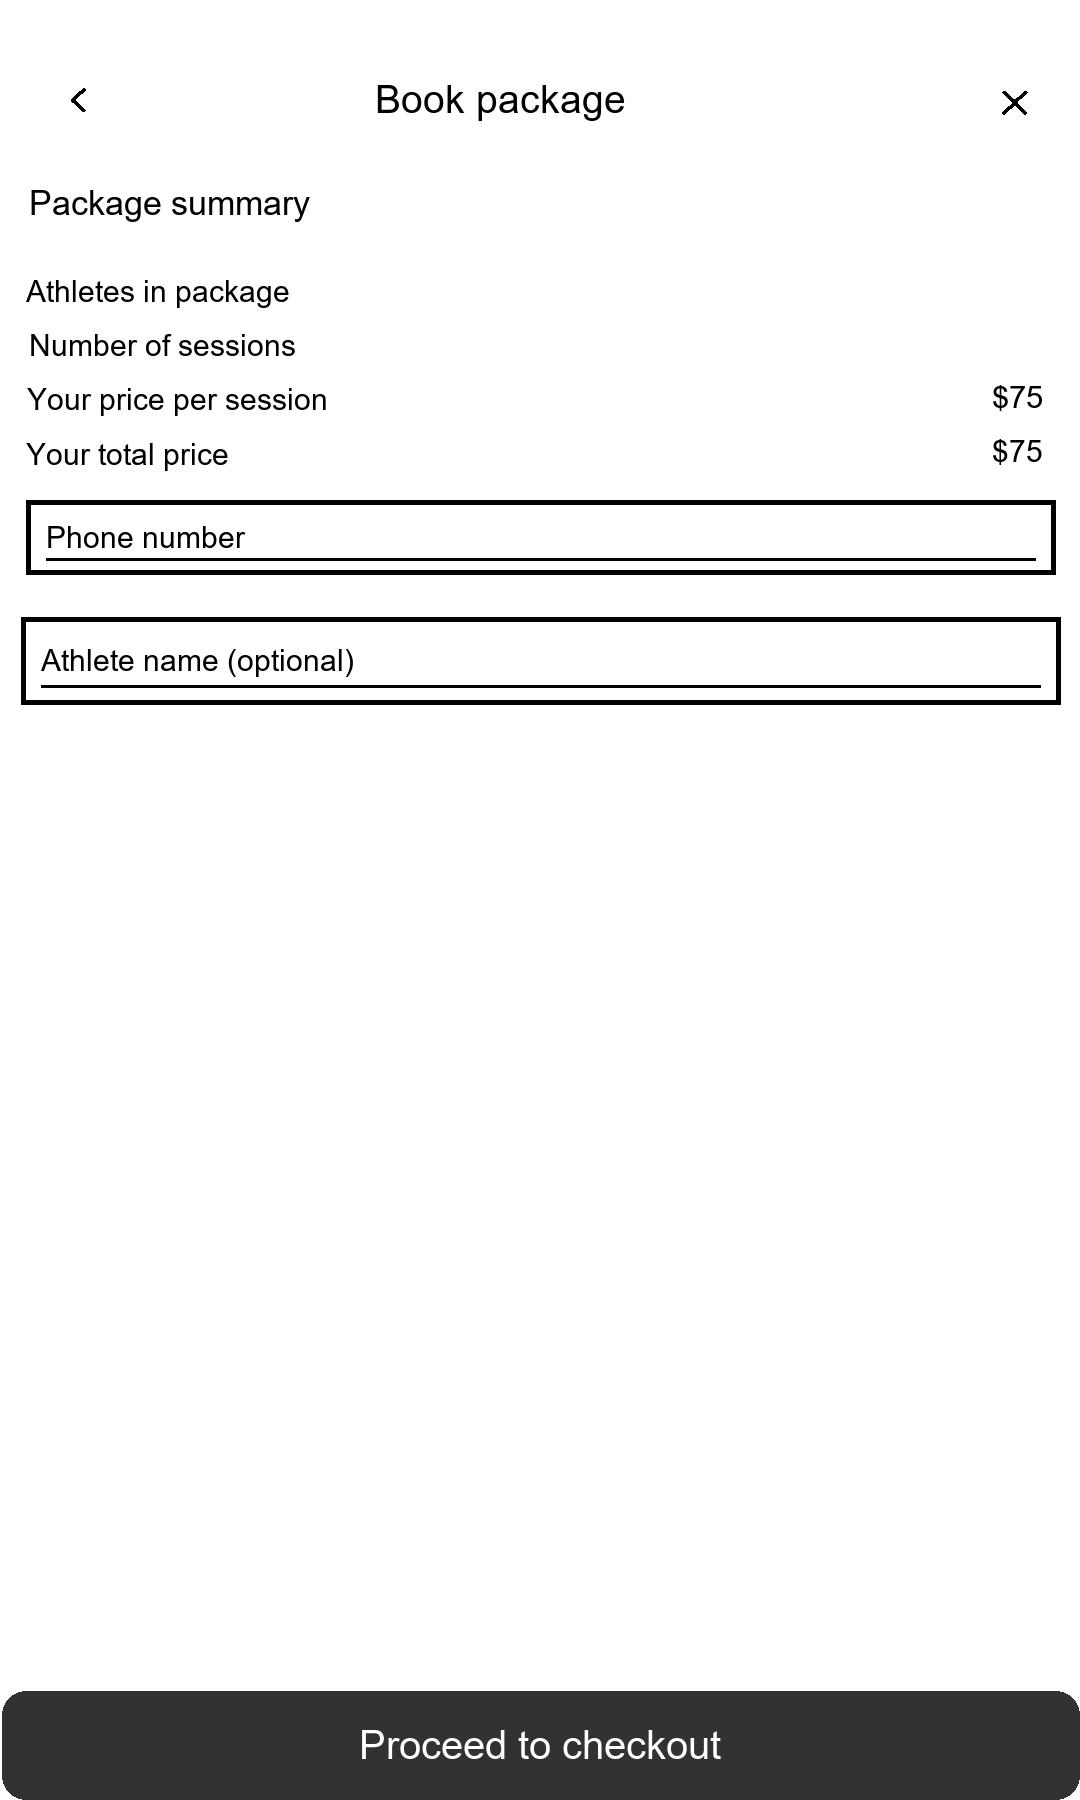 Book package
Package summary
Athletes in package
Number of sessions
Your price per session $75
Your total price $75
Phone number
Athlete name (optional)
Proceed to checkout